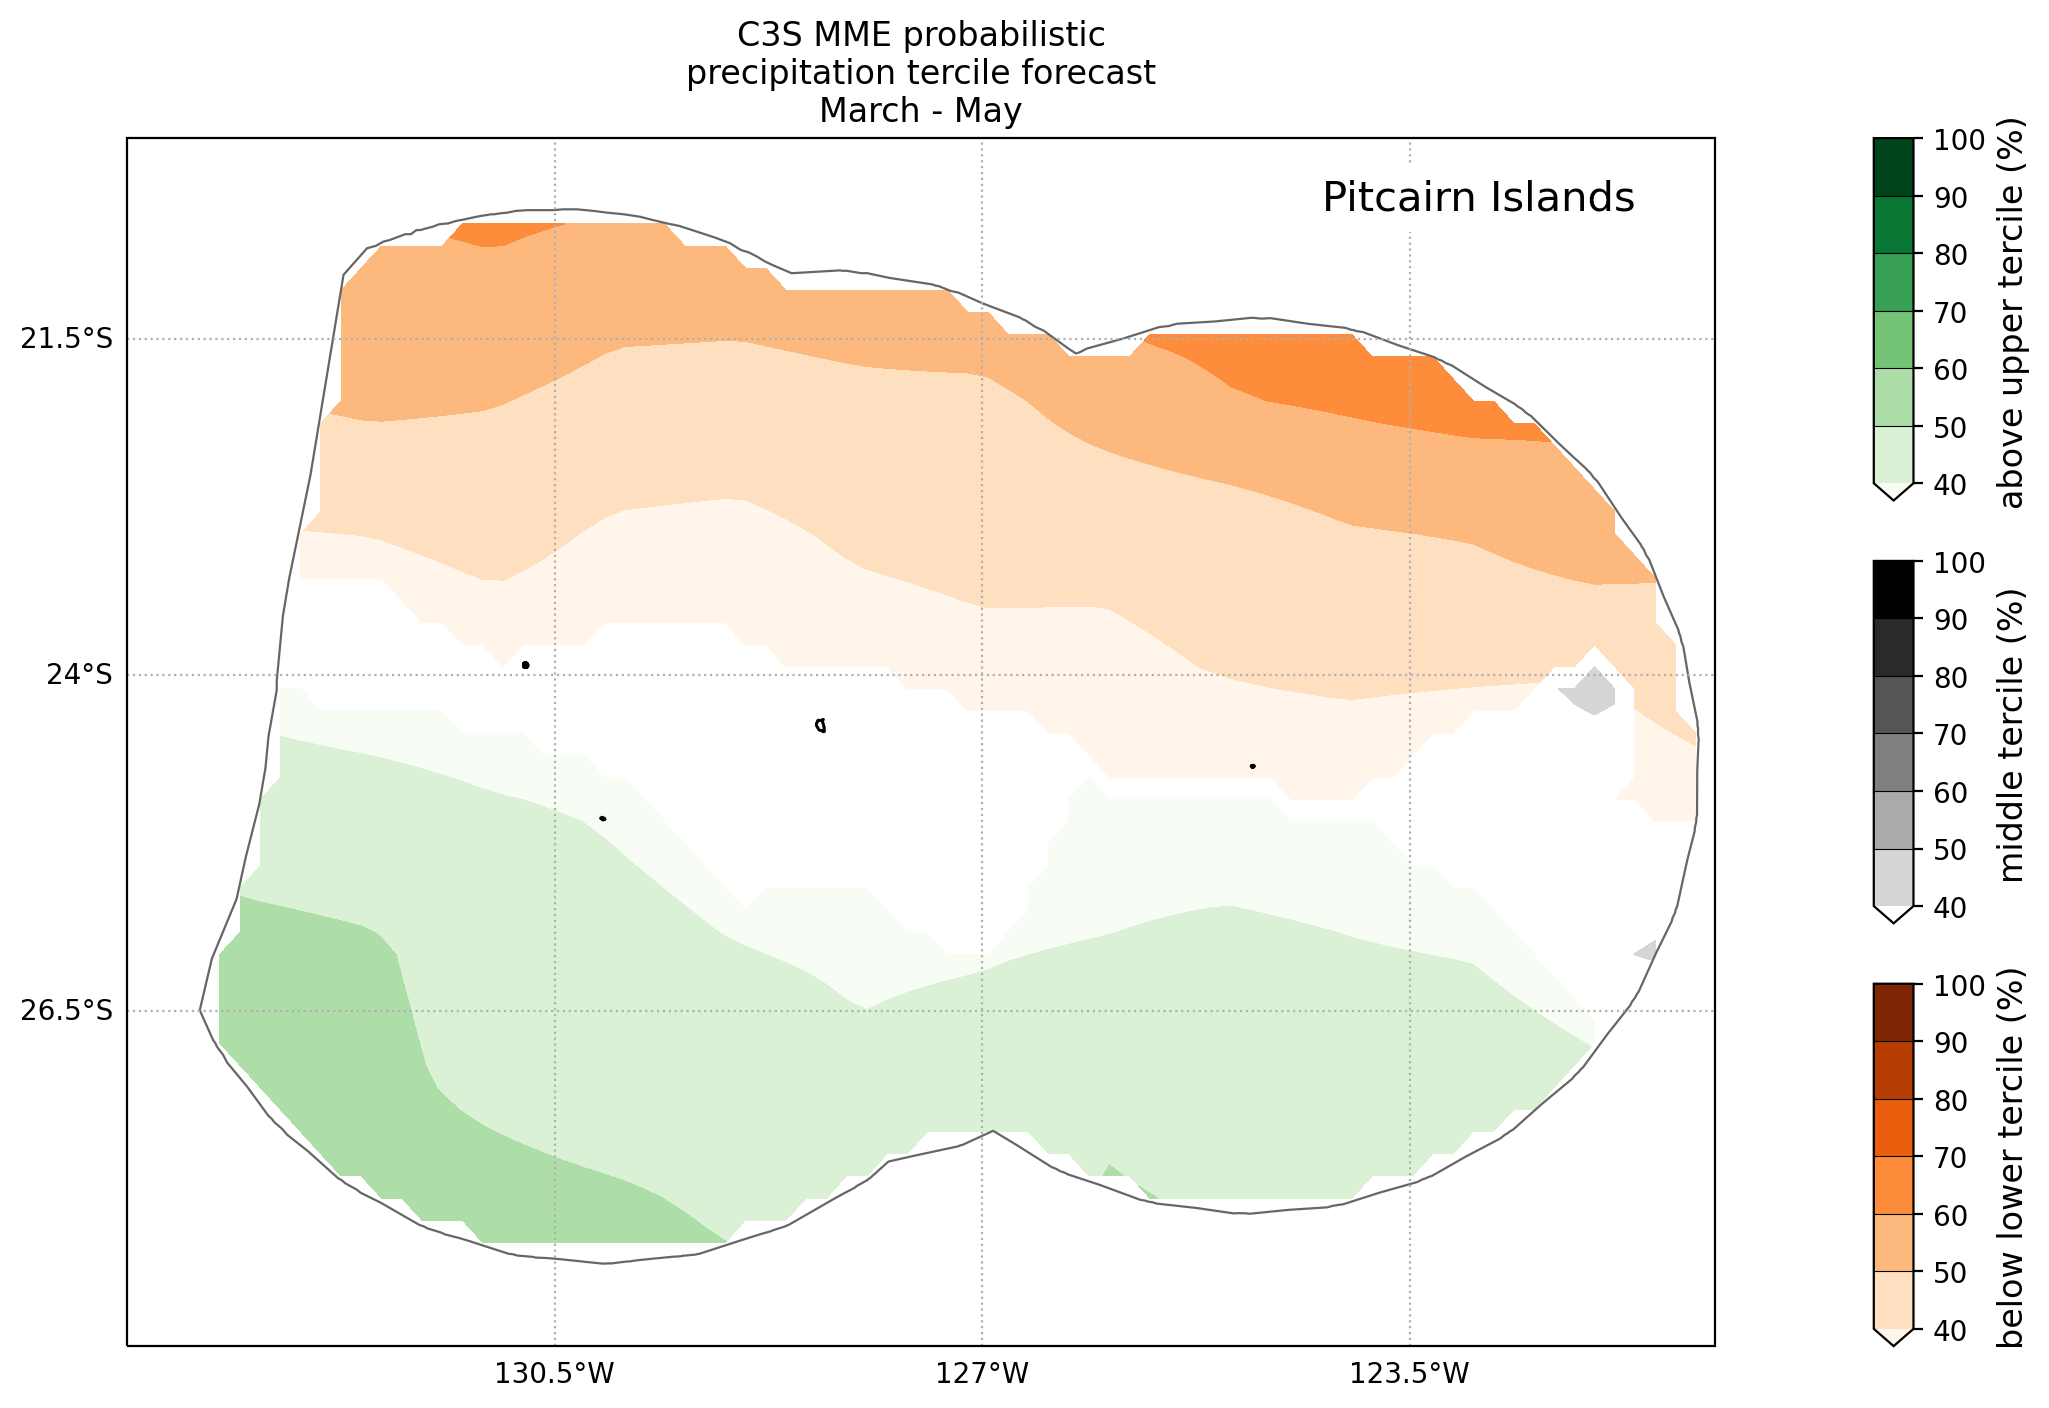 C3S MME probabilistic
precipitation tercile forecast
March - May
Pitcairn Islands
21.5°S
24°S
26.5°S
130.5°W
127°W
123.5°W
100
90
80
70
60
50
40
above upper tercile (%)
100
90
80
70
60
50
40
middle tercile (%)
100
90
80
70
60
50
40
below lower tercile (%)